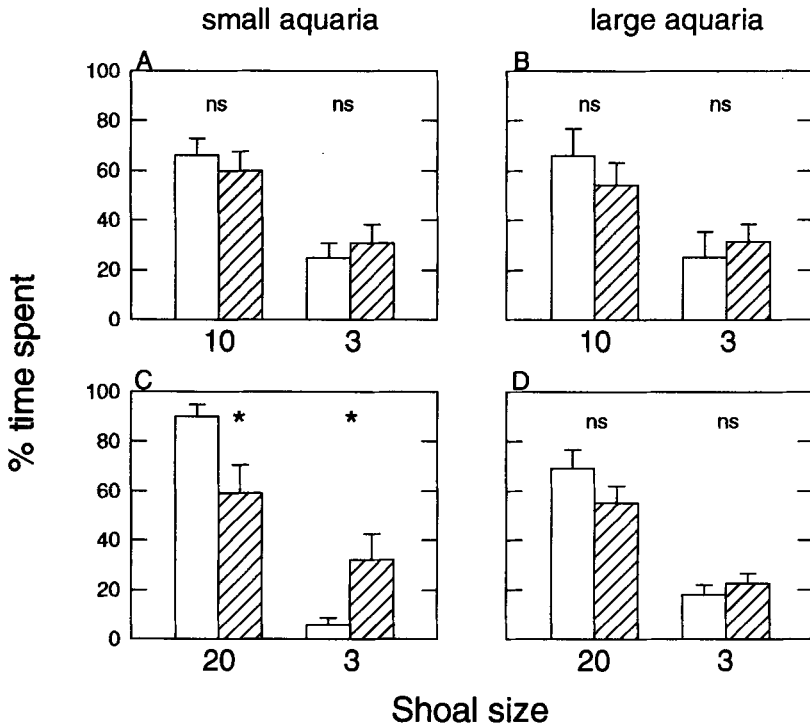 small aquaria large aquaria
A B
100
80
60
40
20
0
ns ns ns ns
10 3 10 3
C D
100
80
60
40
20
0
* * ns ns
20 3 20 3
% time spent
Shoal size